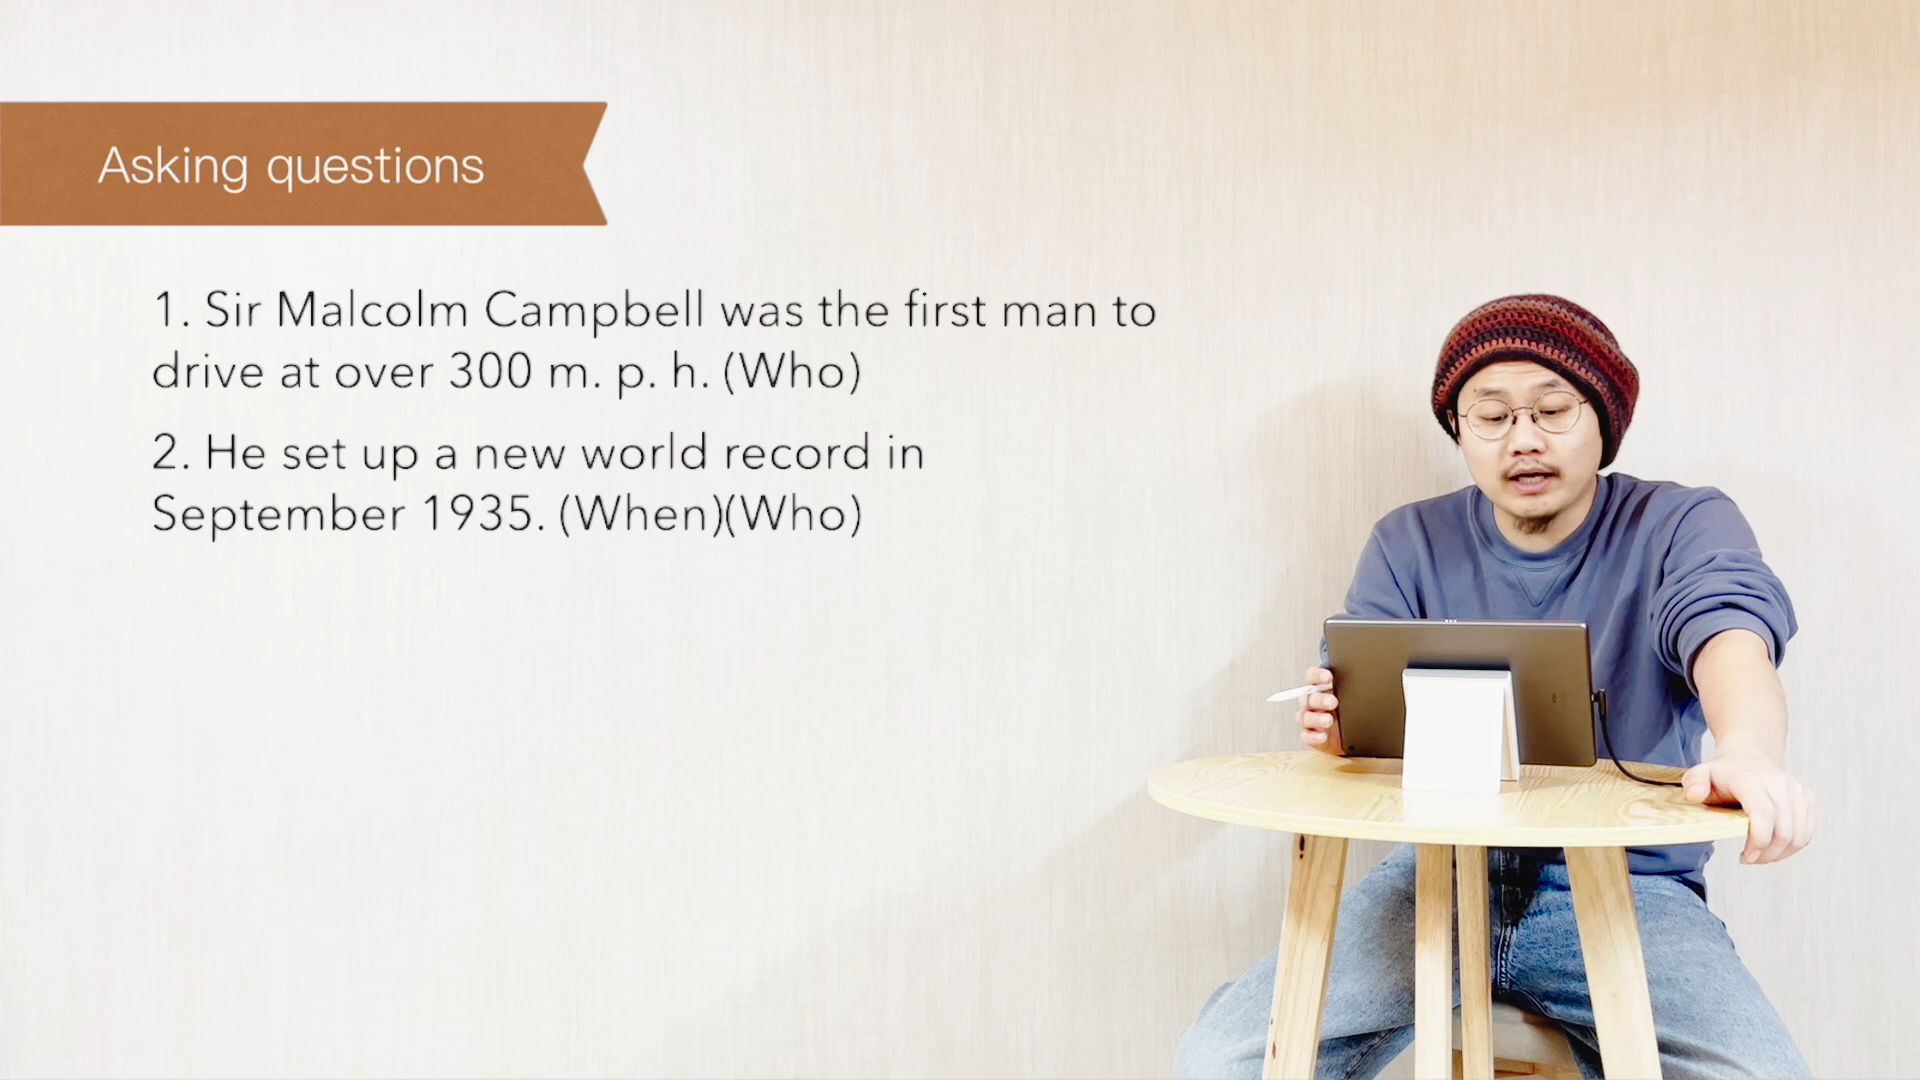 Asking questions
1. Sir Malcolm Campbell was the first man to
drive at over 300 m. p. h. (Who)
2. He set up a new world record in
September 1935. (When)(Who)